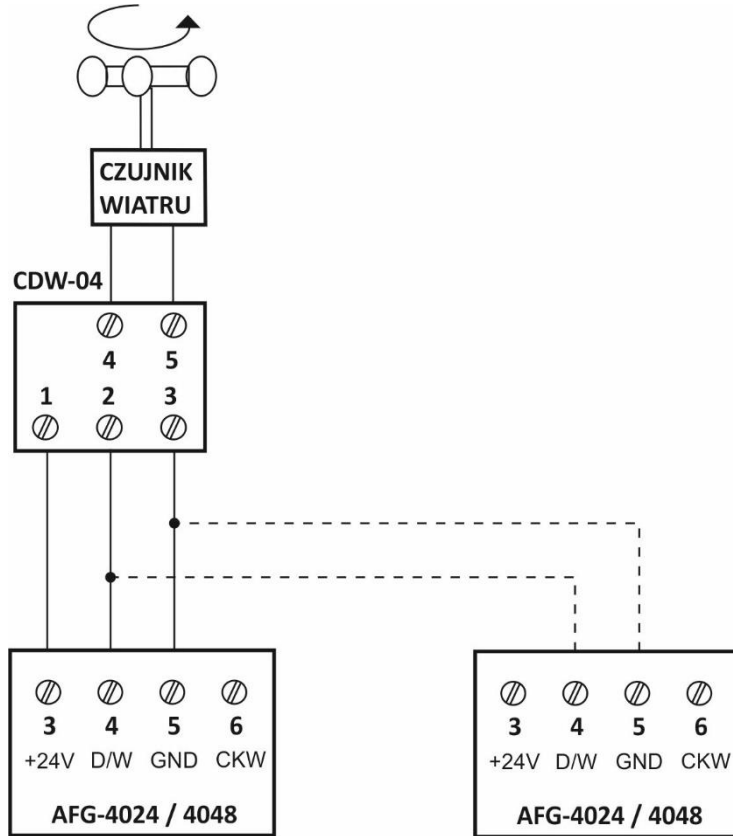 CZUJNIK
WIATRU
CDW-04
4 5
1 2 3
3 4 5 6
+24V D/W GND CKW
AFG-4024 / 4048
3 4 5 6
+24V D/W GND CKW
AFG-4024 / 4048